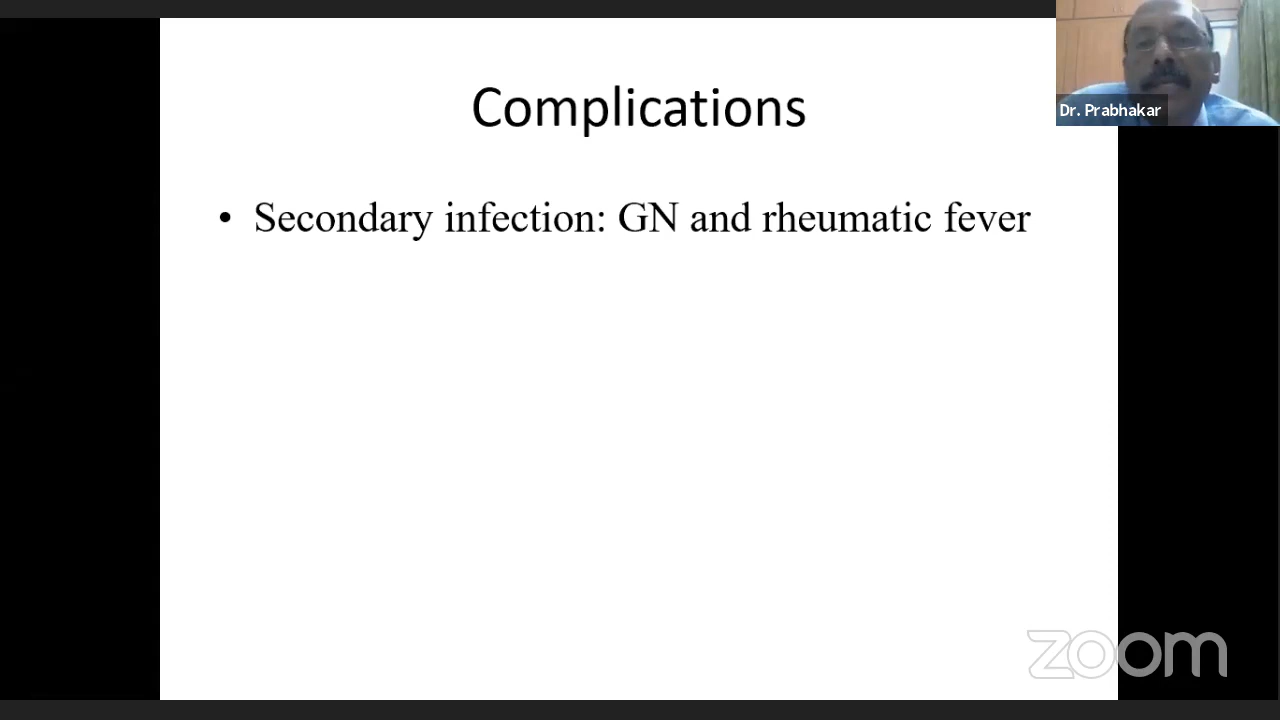 Complications
Dr. Prabhakar
• Secondary infection: GN and rheumatic fever
zoom